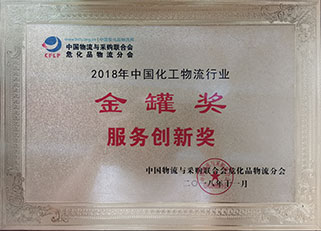 CFLP
中国物流与采购联合会
危化品物流分会
2018年中国化工物流行业
金罐奖
服务创新奖
中国物流与采购联合会危化品物流分会
二〇一八年十一月